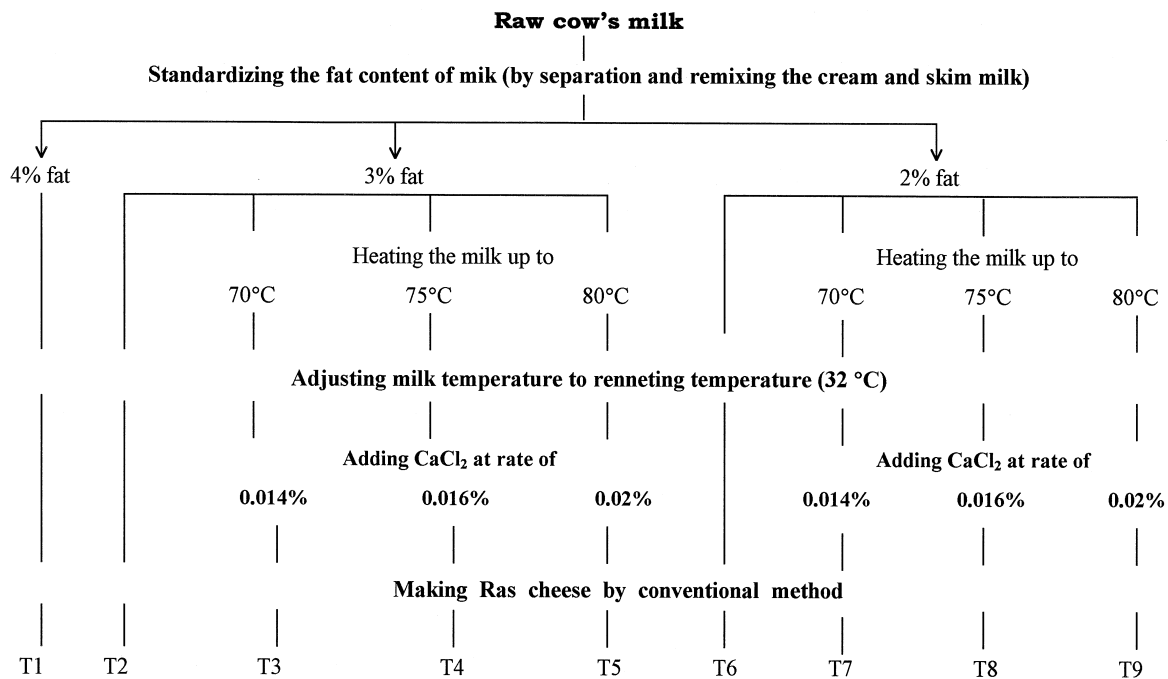 Raw cow's milk
Standardizing the fat content of mik (by separation and remixing the cream and skim milk)
4% fat 3% fat 2% fat
Heating the milk up to Heating the milk up to
70°C 75°C 80°C 70°C 75°C 80°C
Adjusting milk temperature to renneting temperature (32 °C)
Adding CaCl₂ at rate of Adding CaCl₂ at rate of
0.014% 0.016% 0.02% 0.014% 0.016% 0.02%
Making Ras cheese by conventional method
T1 T2 T3 T4 T5 T6 T7 T8 T9